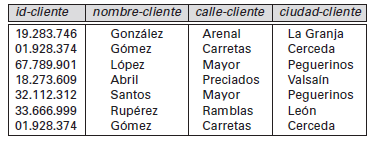 id-cliente nombre-cliente calle-cliente ciudad-cliente
19.283.746 González Arenal La Granja
01.928.374 Gómez Carretas Cerceda
67.789.901 López Mayor Peguerinos
18.273.609 Abril Preciados Valsaín
32.112.312 Santos Mayor Peguerinos
33.666.999 Rupérez Ramblas León
01.928.374 Gómez Carretas Cerceda